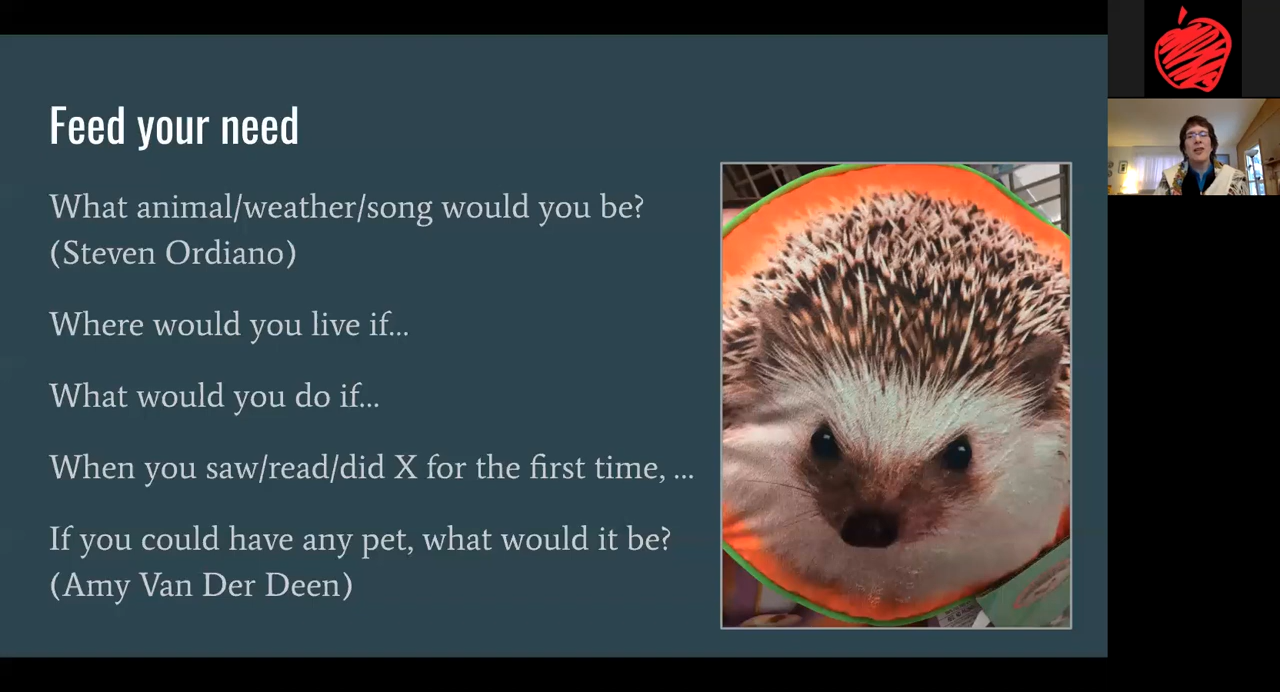 Feed your need
What animal/weather/song would you be?
(Steven Ordiano)
Where would you live if...
What would you do if...
When you saw/read/did X for the first time, ...
If you could have any pet, what would it be?
(Amy Van Der Deen)